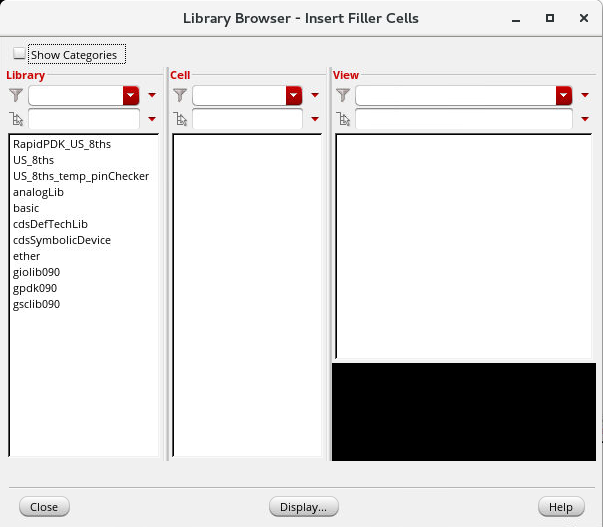 Library Browser - Insert Filler Cells
Show Categories
Library
Cell
View
RapidPDK_US_8ths
US_8ths
US_8ths_temp_pinChecker
analogLib
basic
cdsDefTechLib
cdsSymbolicDevice
ether
giolib090
gpdk090
gsclib090
Close
Display...
Help